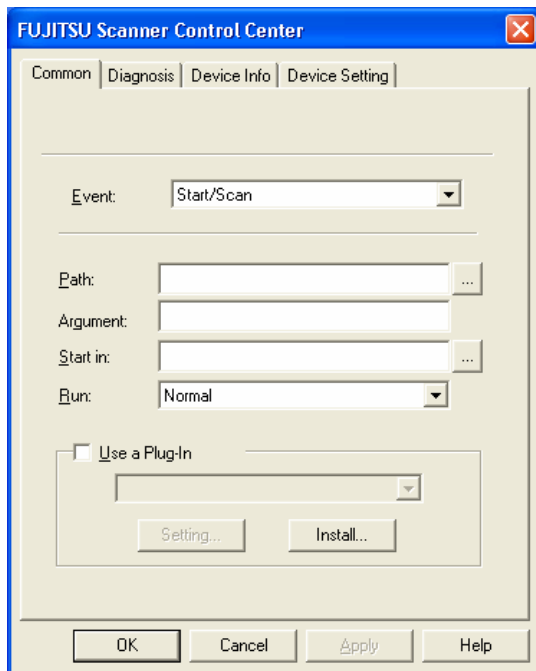 FUJITSU Scanner Control Center
Common Diagnosis Device Info Device Setting
Event: Start/Scan
Path: ...
Argument:
Start in: ...
Run: Normal
Use a Plug-In
Setting... Install...
OK Cancel Apply Help